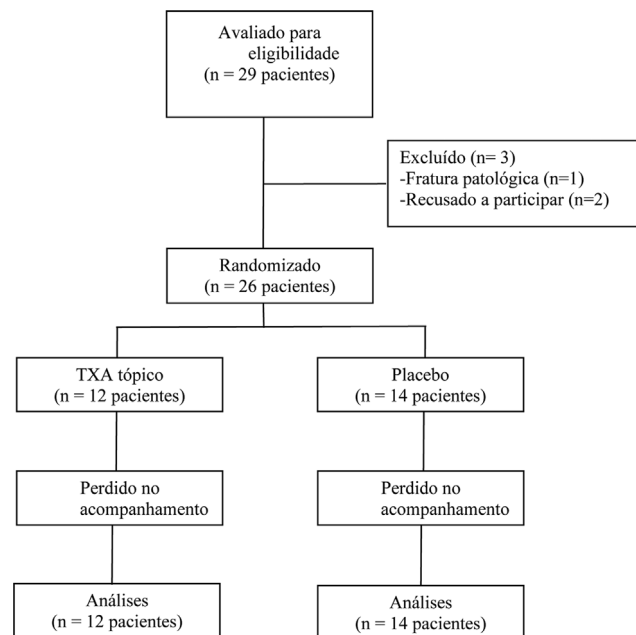 Avaliado para
eligibilidade
(n = 29 pacientes)
Excluído (n= 3)
-Fratura patológica (n=1)
-Recusado a participar (n=2)
Randomizado
(n = 26 pacientes)
TXA tópico
(n = 12 pacientes)
Placebo
(n = 14 pacientes)
Perdido no
acompanhamento
Perdido no
acompanhamento
Análises
(n = 12 pacientes)
Análises
(n = 14 pacientes)